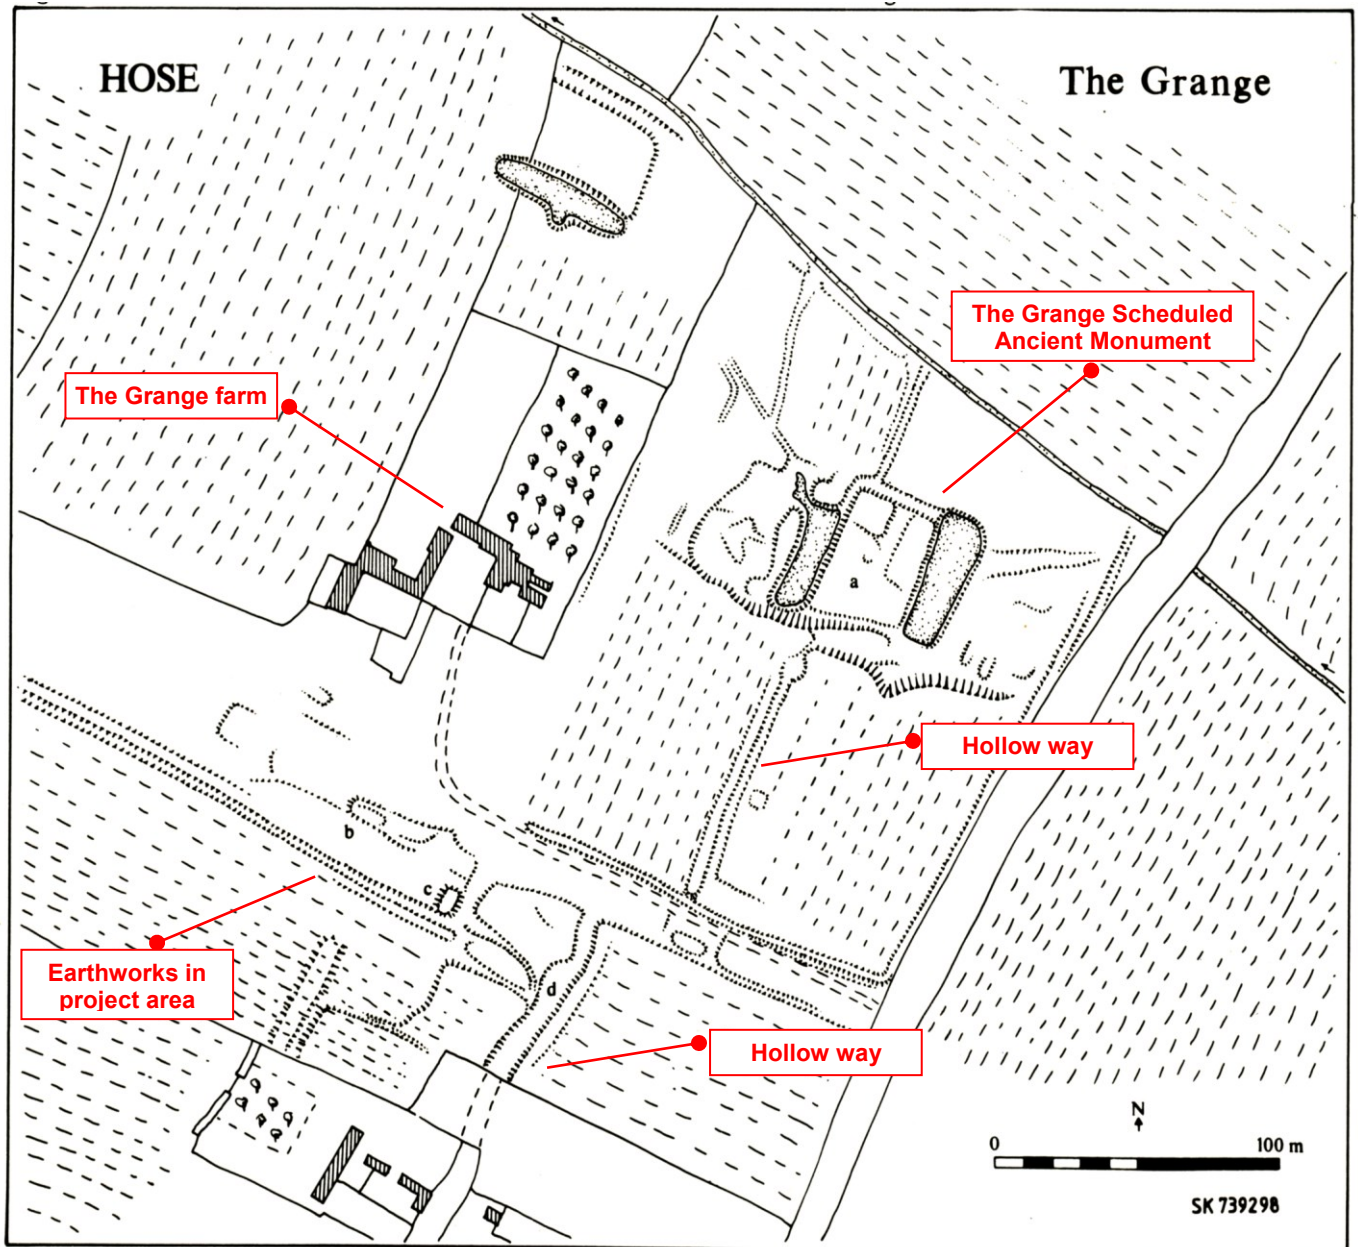 HOSE
The Grange
The Grange Scheduled
Ancient Monument
The Grange farm
a
Hollow way
b
c
Earthworks in
project area
d
Hollow way
N
0
100 m
SK 739298